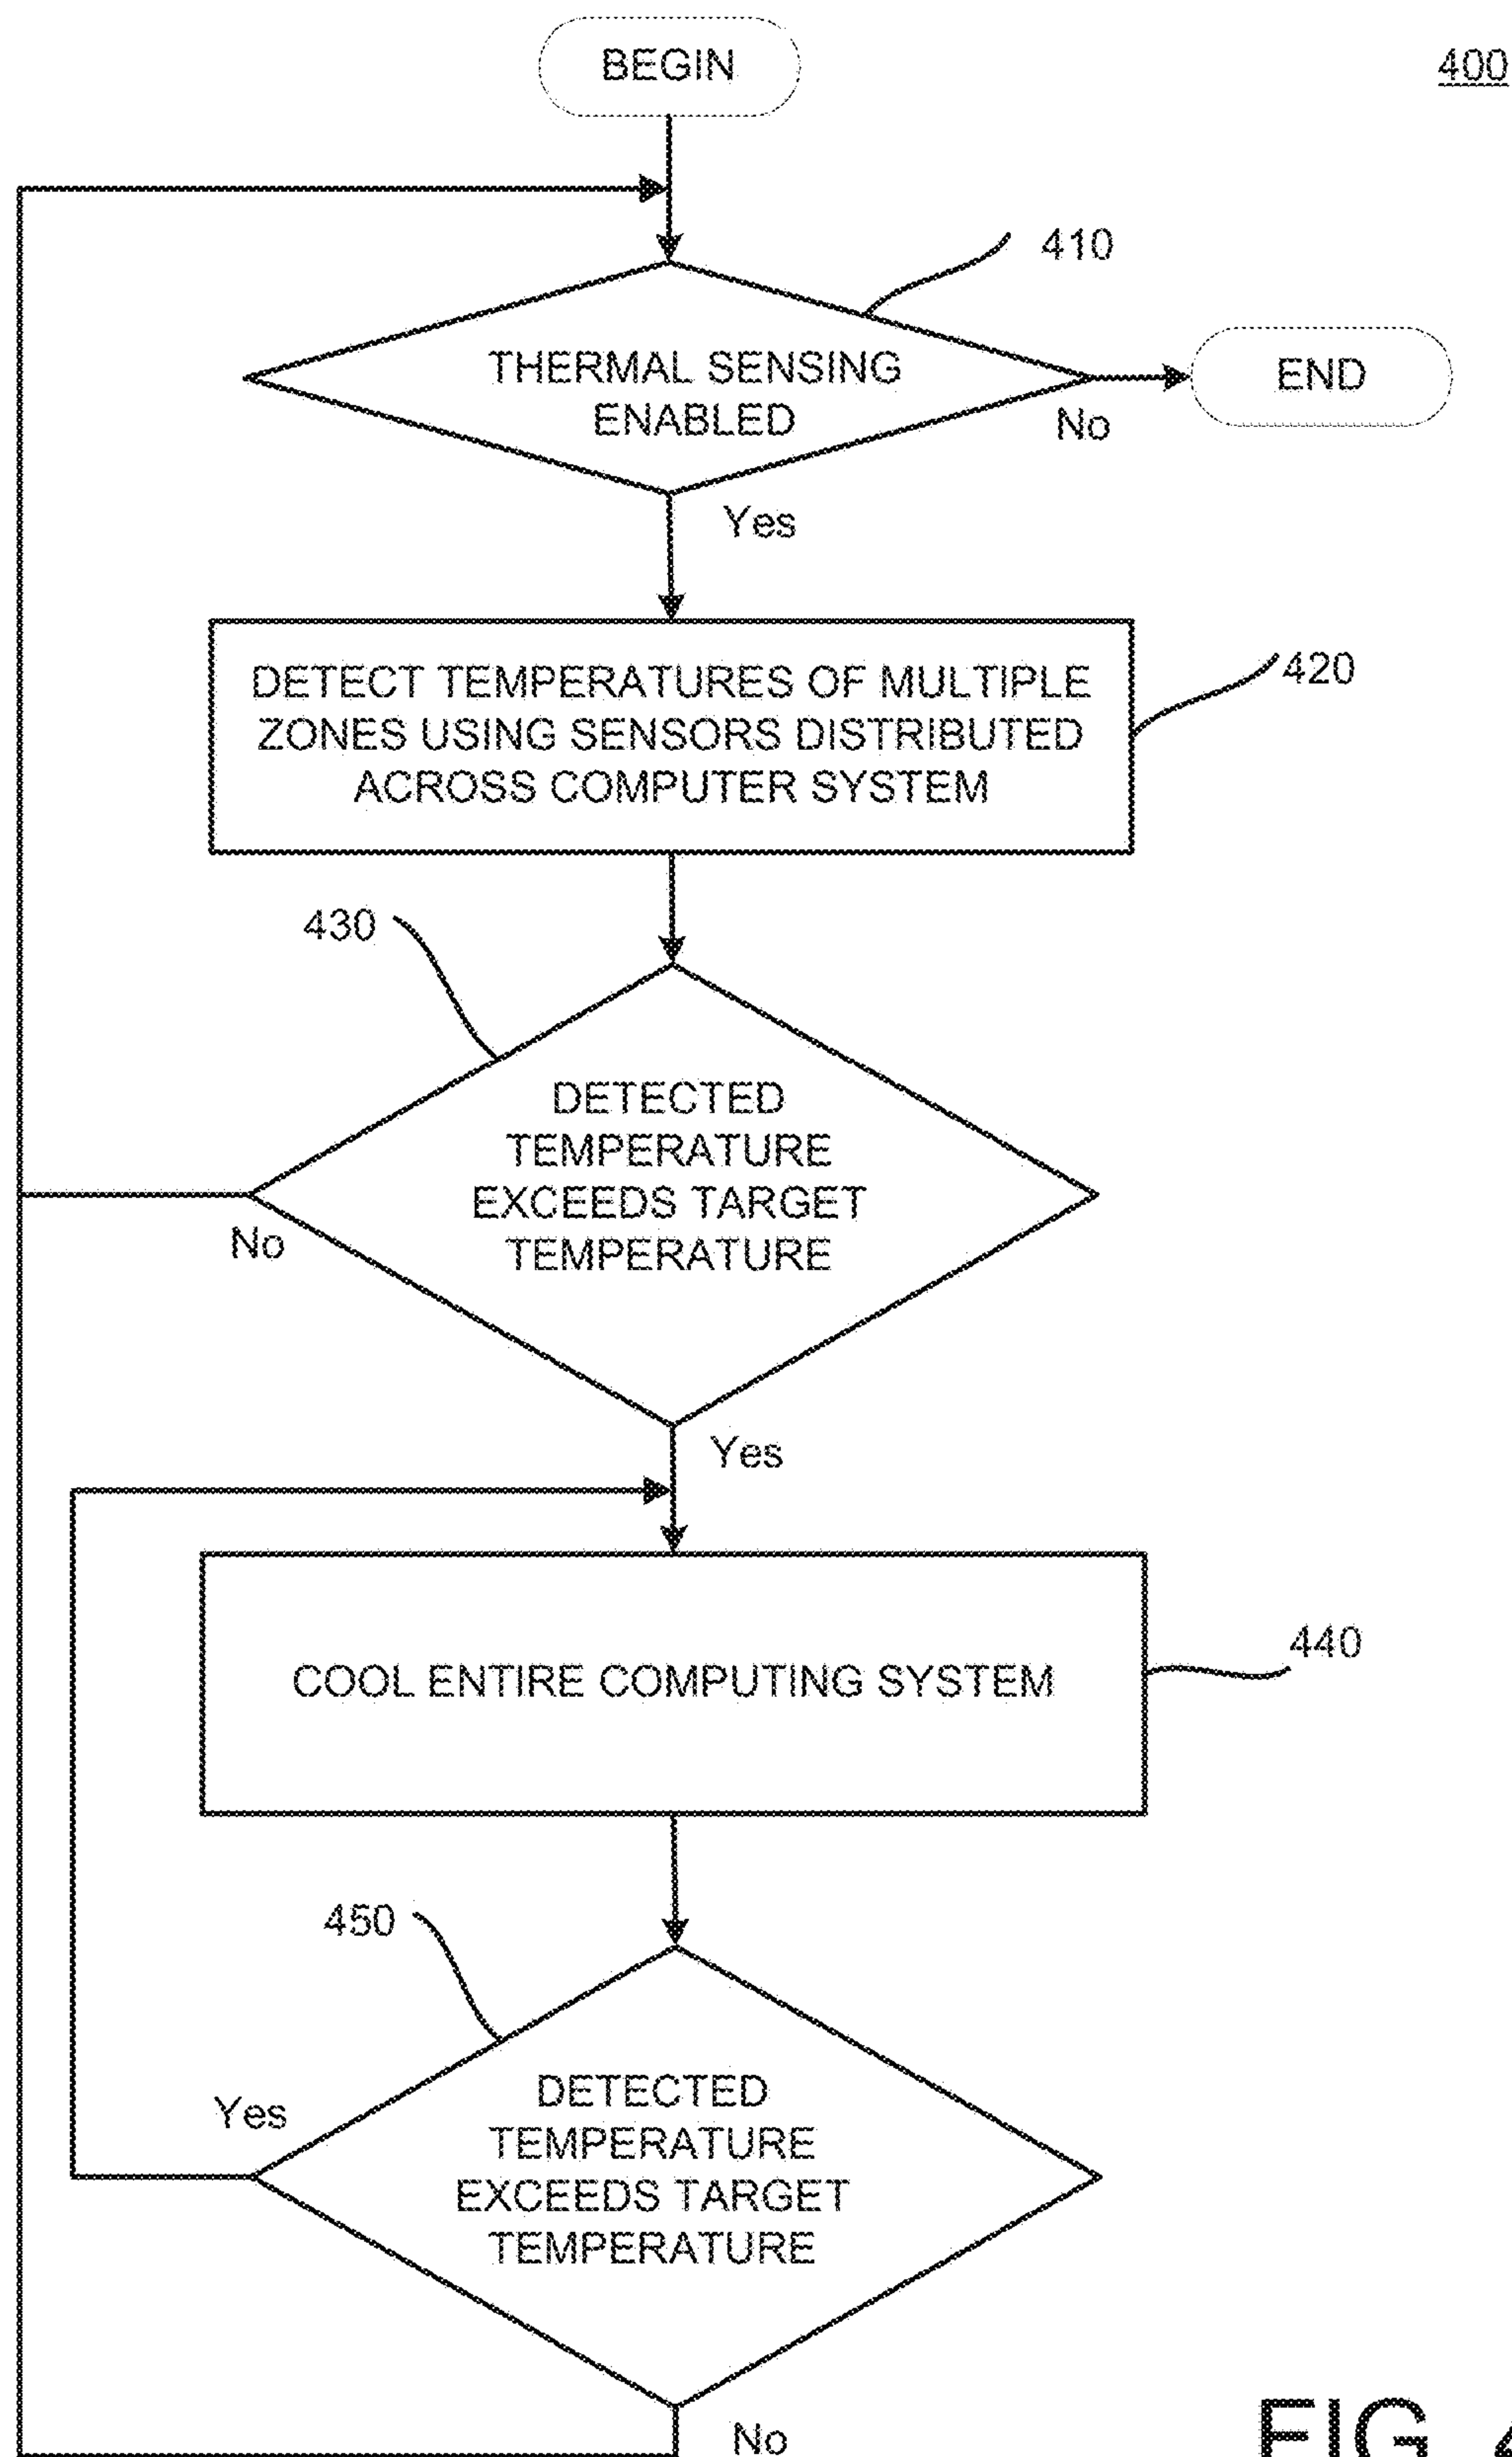 BEGIN
400
410
THERMAL SENSING
ENABLED
END
No
Yes
DETECT TEMPERATURES OF MULTIPLE
ZONES USING SENSORS DISTRIBUTED
ACROSS COMPUTER SYSTEM
420
430
DETECTED
TEMPERATURE
EXCEEDS TARGET
TEMPERATURE
No
Yes
COOL ENTIRE COMPUTING SYSTEM
440
450
Yes
DETECTED
TEMPERATURE
EXCEEDS TARGET
TEMPERATURE
No
FIG. 4